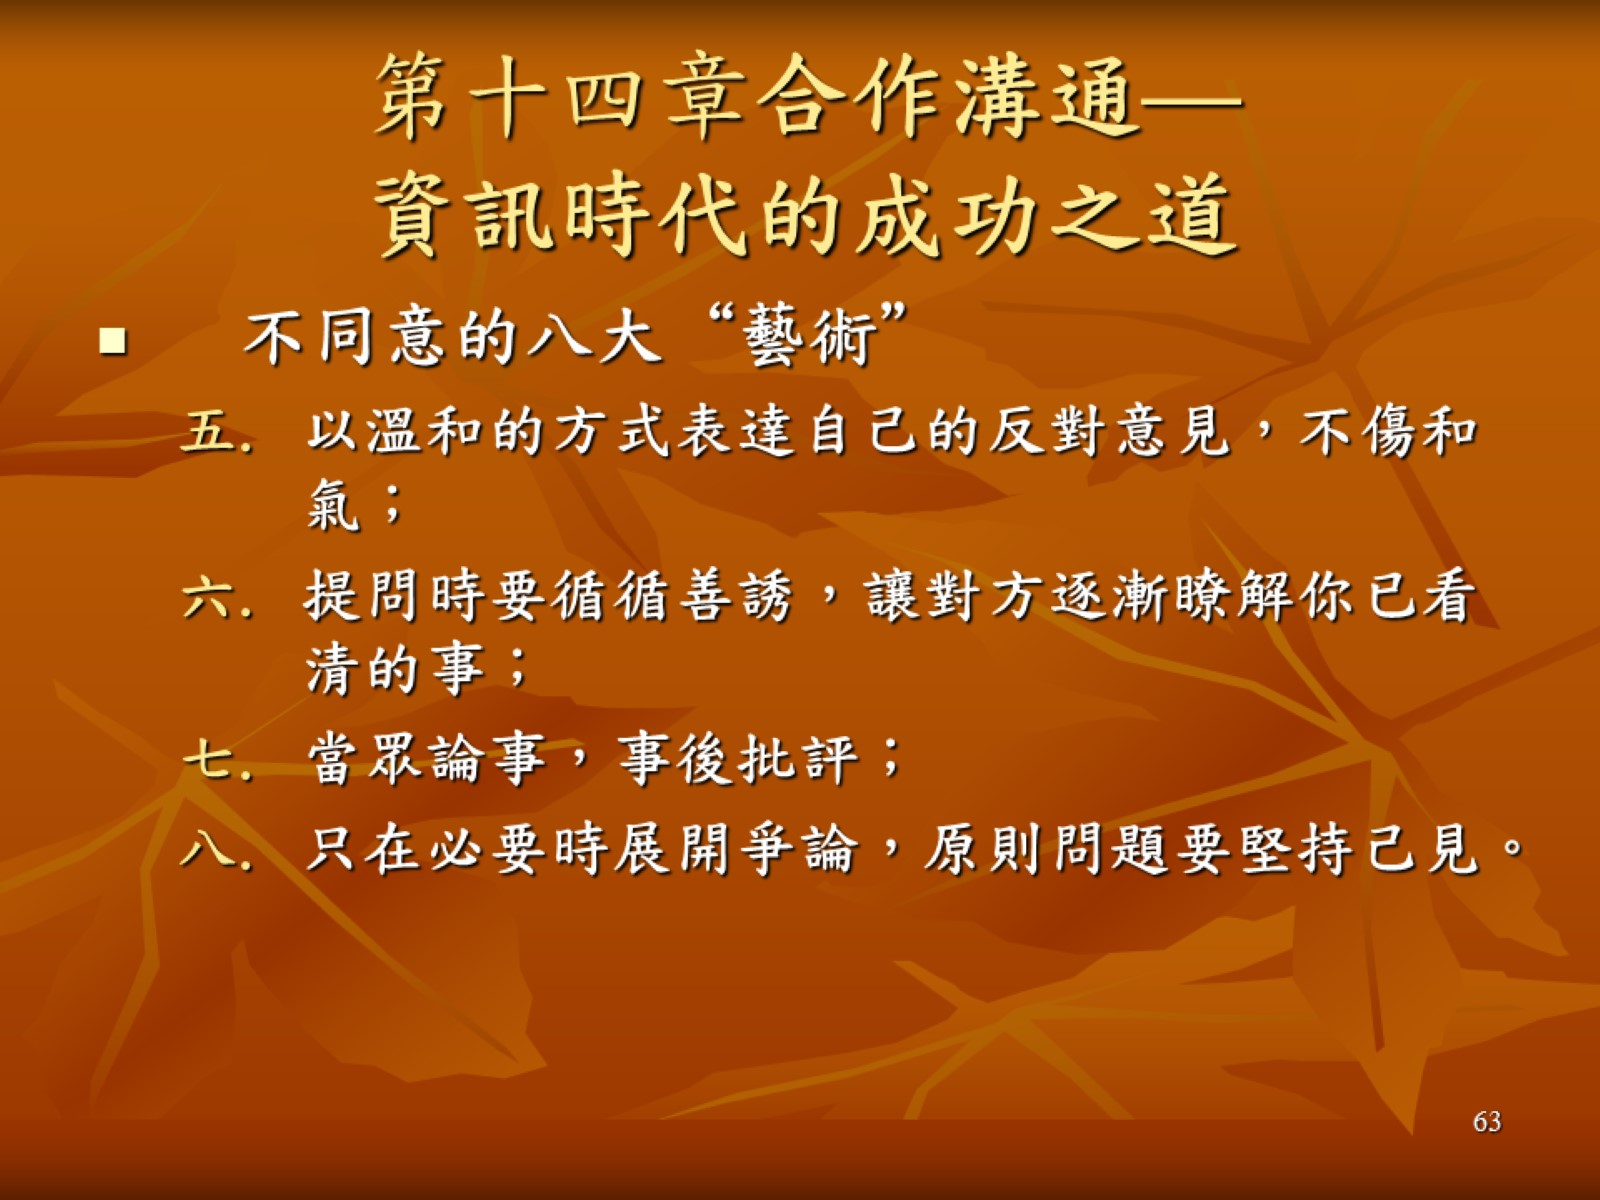 第十四章合作溝通—
資訊時代的成功之道
不同意的八大 “藝術”
五. 以溫和的方式表達自己的反對意見，不傷和
氣；
六. 提問時要循循善誘，讓對方逐漸瞭解你已看
清的事；
七. 當眾論事，事後批評；
八. 只在必要時展開爭論，原則問題要堅持己見。
63